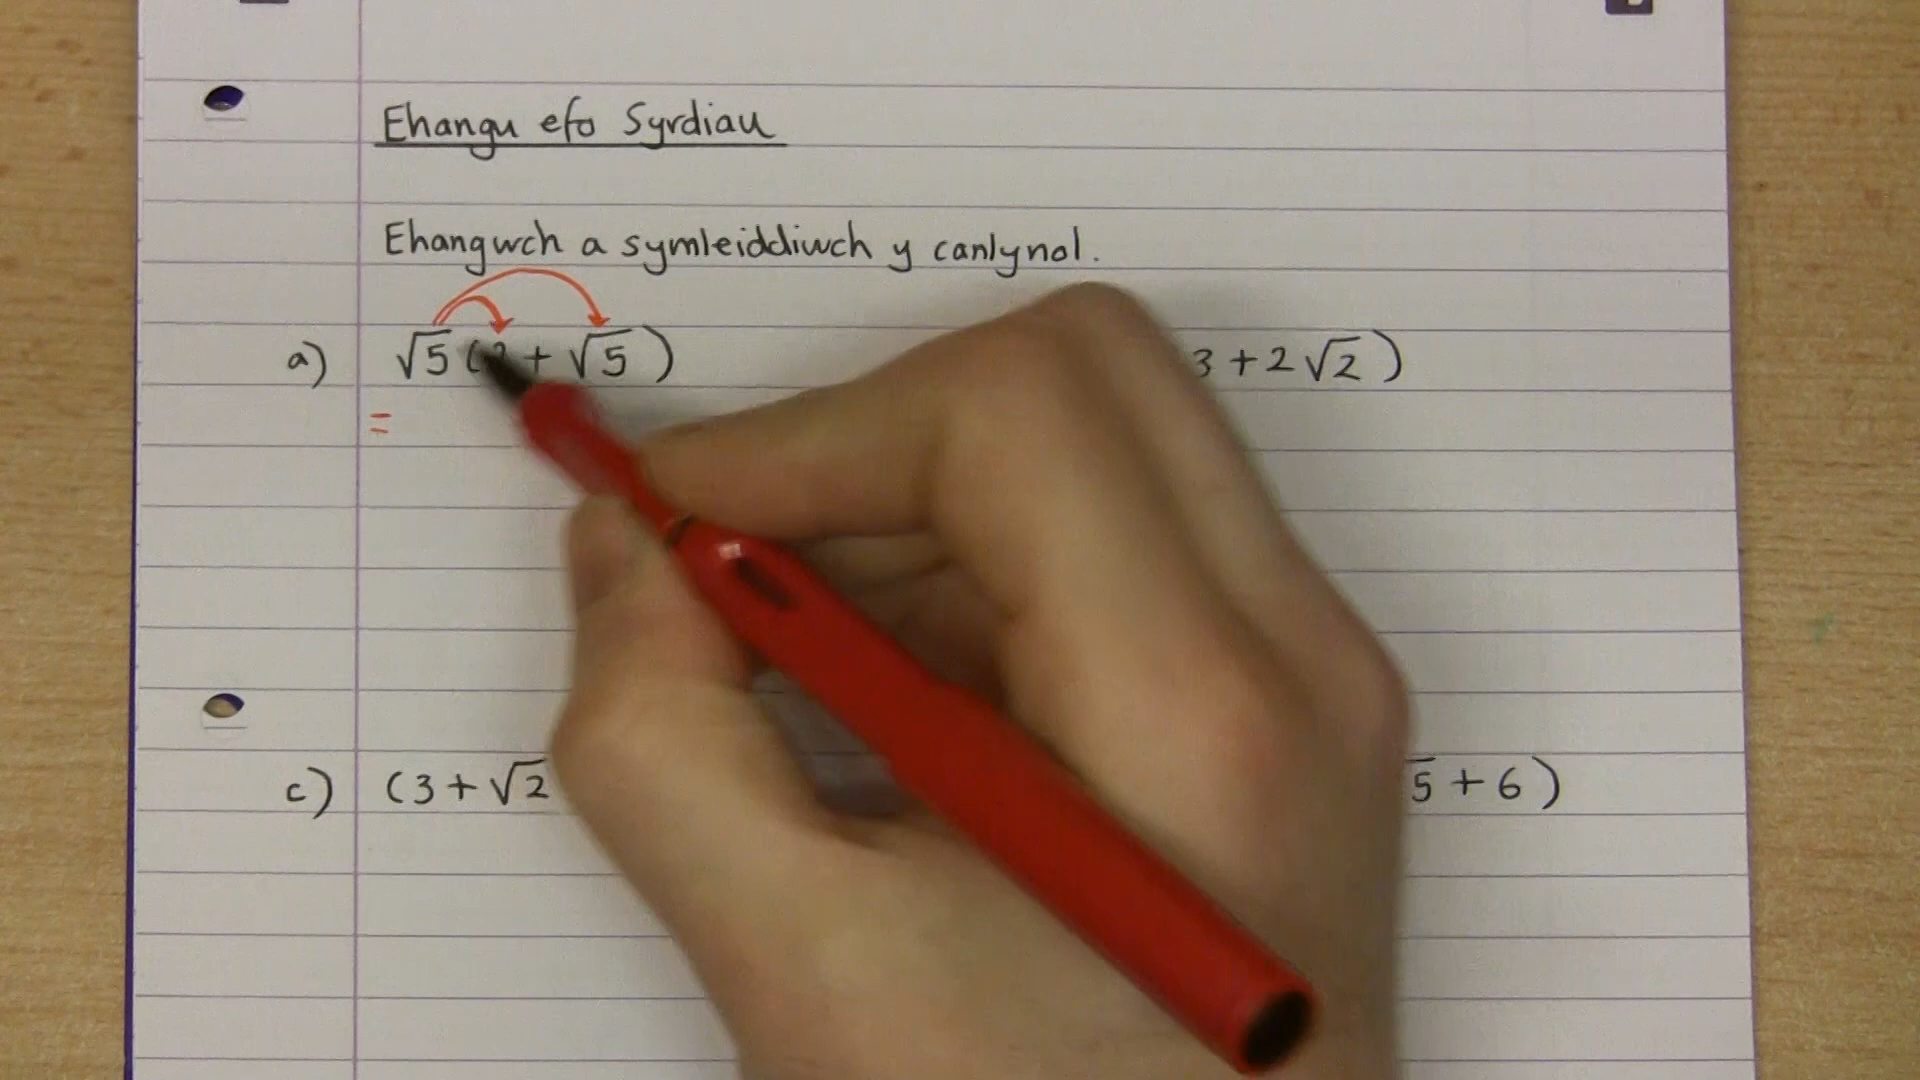 Ehangu efo Syrdiau
Ehangwch a symleiddiwch y canlynol.
a) √5 ( + √5 ) 3 + 2√2 )
=
c) (3 + √2 5 + 6 )